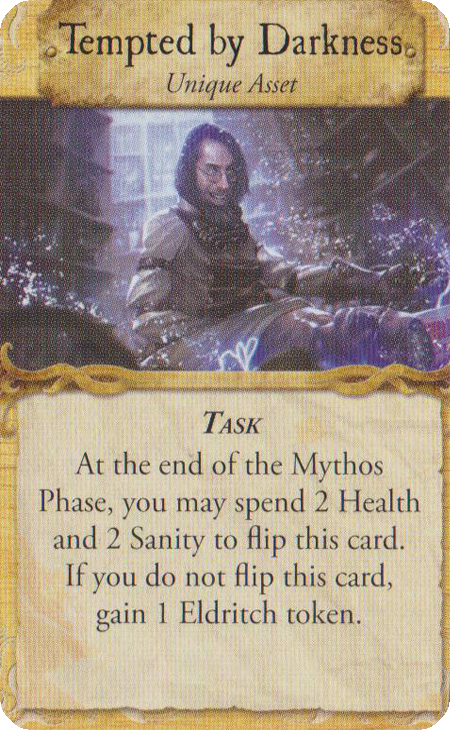 Tempted by Darkness
Unique Asset
TASK
At the end of the Mythos
Phase, you may spend 2 Health
and 2 Sanity to flip this card.
If you do not flip this card,
gain 1 Eldritch token.